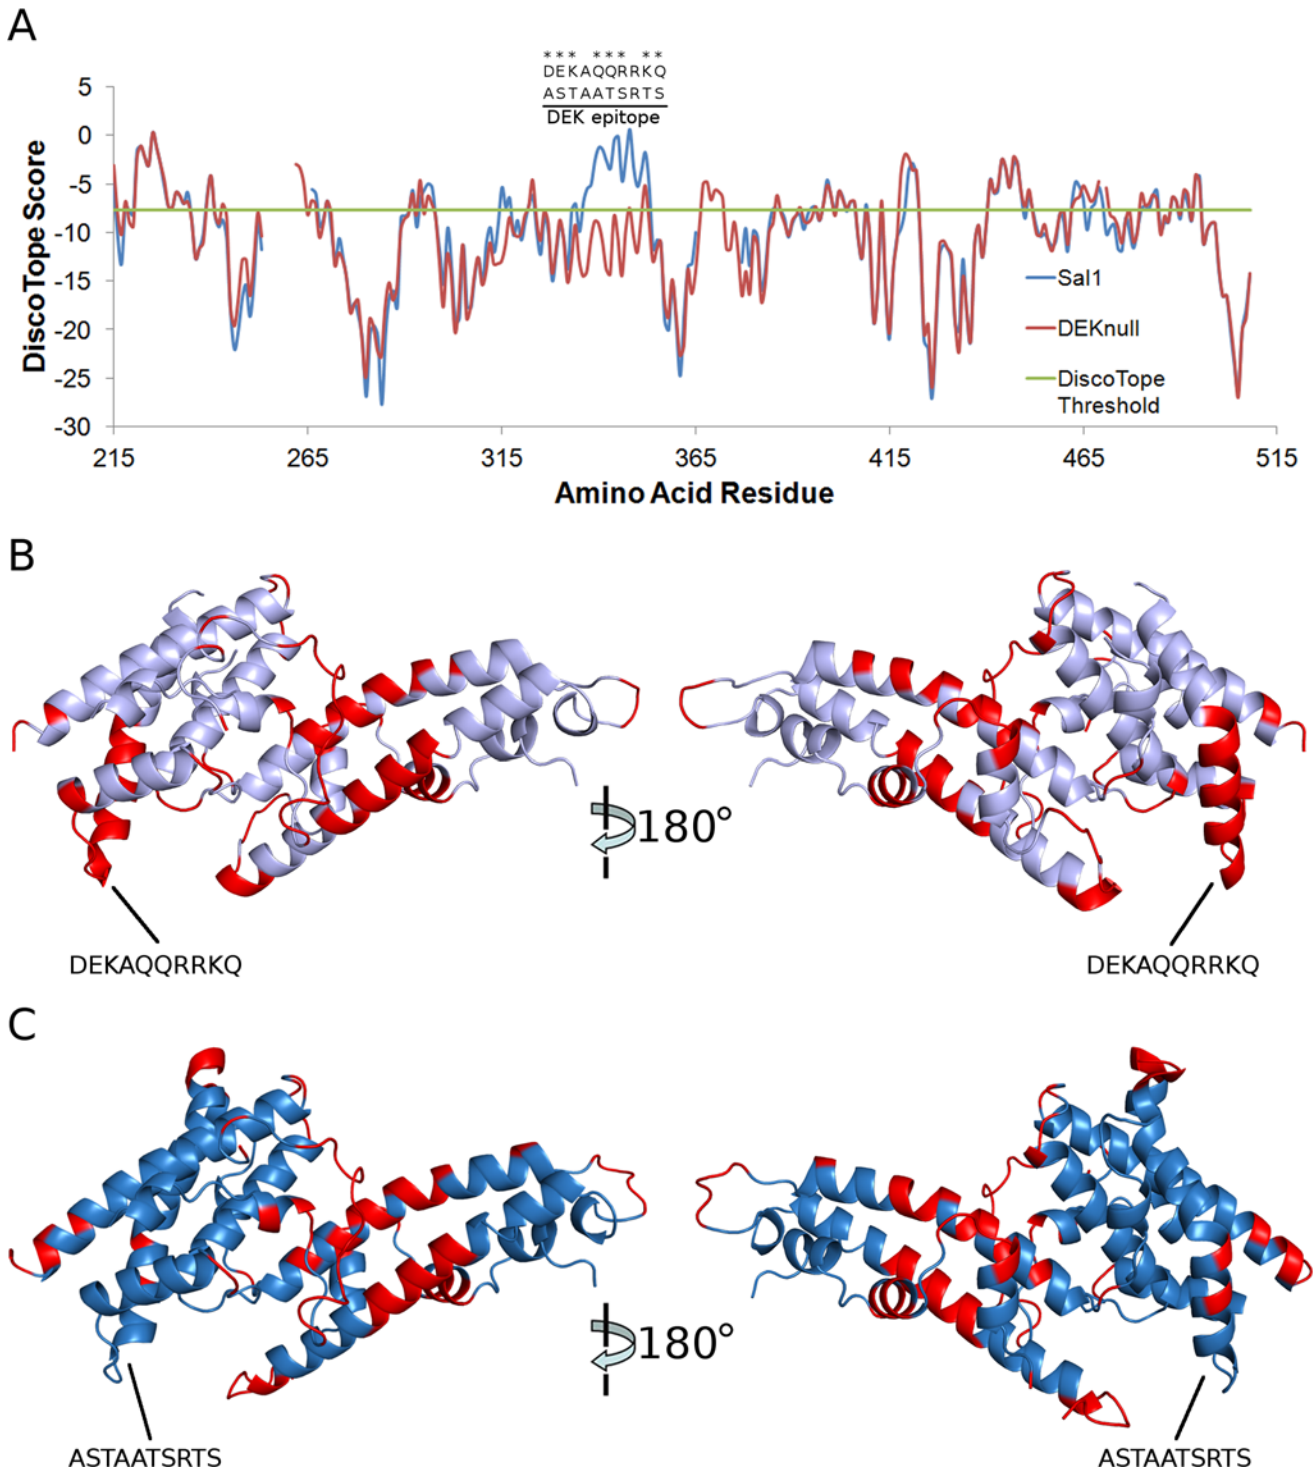 A
*** *** **
DEKAQQRRKQ
ASTAATSRTS
DEK epitope
DiscoTope Score
5
0
-5
-10
-15
-20
-25
-30
215
265
315
365
415
465
515
Amino Acid Residue
Sal1
DEKnull
DiscoTope
Threshold
B
180°
DEKAQQRRKQ
DEKAQQRRKQ
C
180°
ASTAATSRTS
ASTAATSRTS